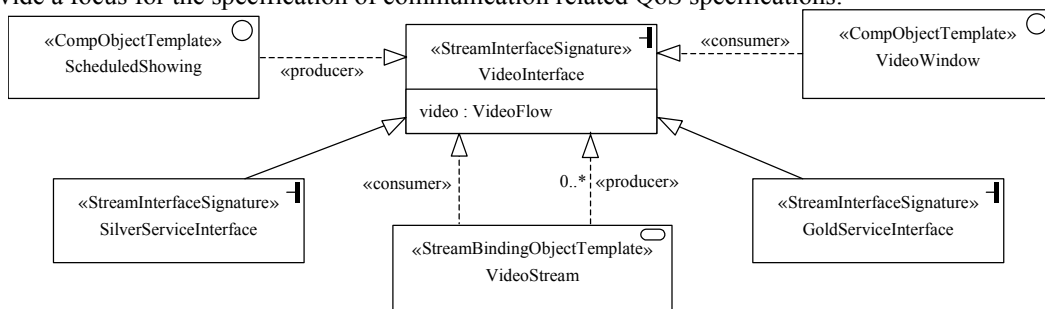 vide a focus for the specification of communication related QoS specifications.
«CompObjectTemplate»
ScheduledShowing
«producer»
«StreamInterfaceSignature»
VideoInterface
video : VideoFlow
«consumer»
«CompObjectTemplate»
VideoWindow
«StreamInterfaceSignature»
SilverServiceInterface
«consumer»
0..*
«producer»
«StreamInterfaceSignature»
GoldServiceInterface
«StreamBindingObjectTemplate»
VideoStream